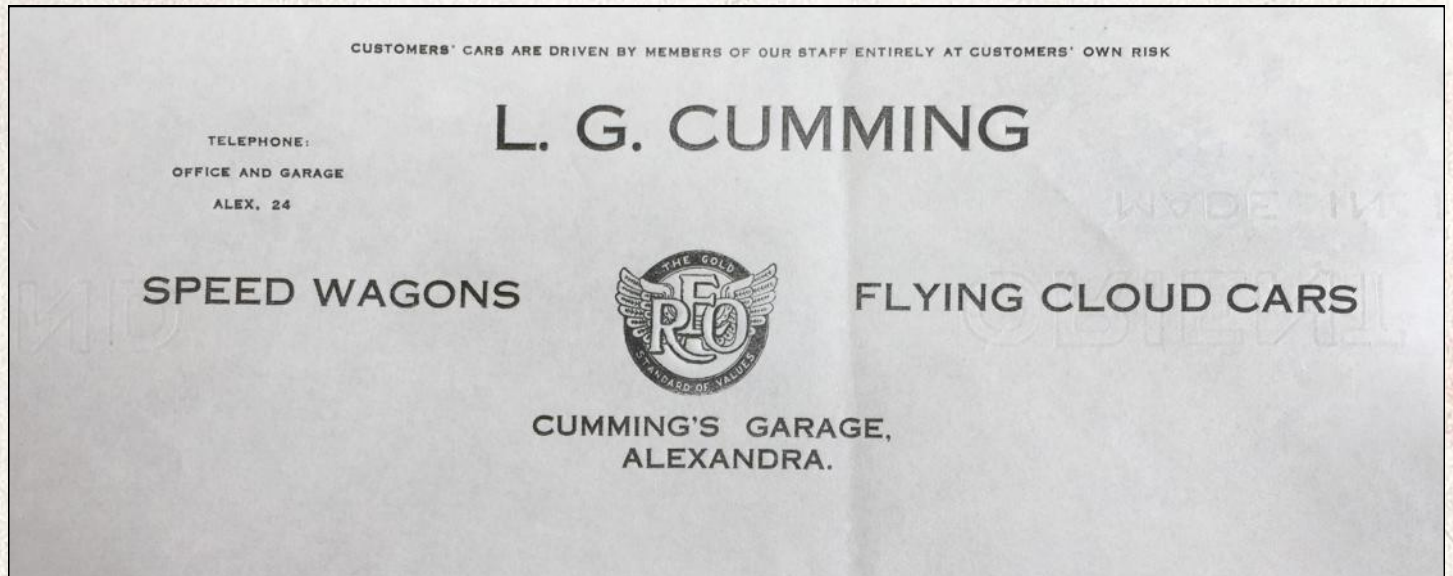 CUSTOMERS' CARS ARE DRIVEN BY MEMBERS OF OUR STAFF ENTIRELY AT CUSTOMERS' OWN RISK
L. G. CUMMING
TELEPHONE:
OFFICE AND GARAGE
ALEX. 24
SPEED WAGONS
THE GOLD
REO
STANDARD OF VALUES
FLYING CLOUD CARS
CUMMING'S GARAGE,
ALEXANDRA.